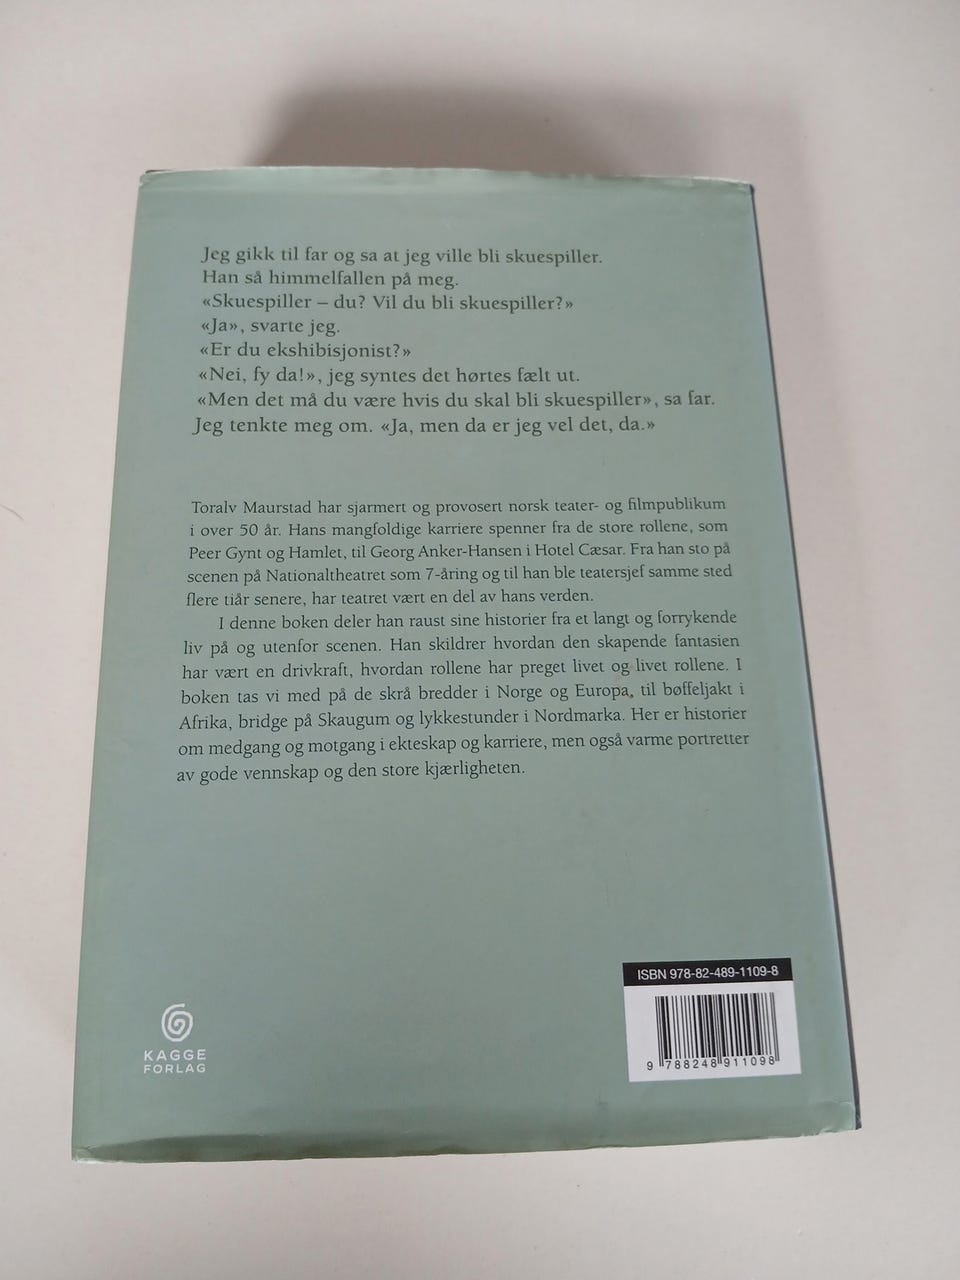 Jeg gikk til far og sa at jeg ville bli skuespiller.
Han så himmelfallen på meg.
«Skuespiller – du? Vil du bli skuespiller?»
«Ja», svarte jeg.
«Er du ekshibisjonist?»
«Nei, fy da!», jeg syntes det hørtes fælt ut.
«Men det må du være hvis du skal bli skuespiller», sa far.
Jeg tenkte meg om. «Ja, men da er jeg vel det, da.»
Toralv Maurstad har sjarmert og provosert norsk teater- og filmpublikum
i over 50 år. Hans mangfoldige karriere spenner fra de store rollene, som
Peer Gynt og Hamlet, til Georg Anker-Hansen i Hotel Cæsar. Fra han sto på
scenen på Nationaltheatret som 7-åring og til han ble teatersjef samme sted
flere tiår senere, har teatret vært en del av hans verden.
I denne boken deler han raust sine historier fra et langt og forrykende
liv på og utenfor scenen. Han skildrer hvordan den skapende fantasien
har vært en drivkraft, hvordan rollene har preget livet og livet rollene. I
boken tas vi med på de skrå bredder i Norge og Europa, til bøffeljakt i
Afrika, bridge på Skaugum og lykkestunder i Nordmarka. Her er historier
om medgang og motgang i ekteskap og karriere, men også varme portretter
av gode vennskap og den store kjærligheten.
ISBN 978-82-489-1109-8
9 788248 911098
KAGGE
FORLAG